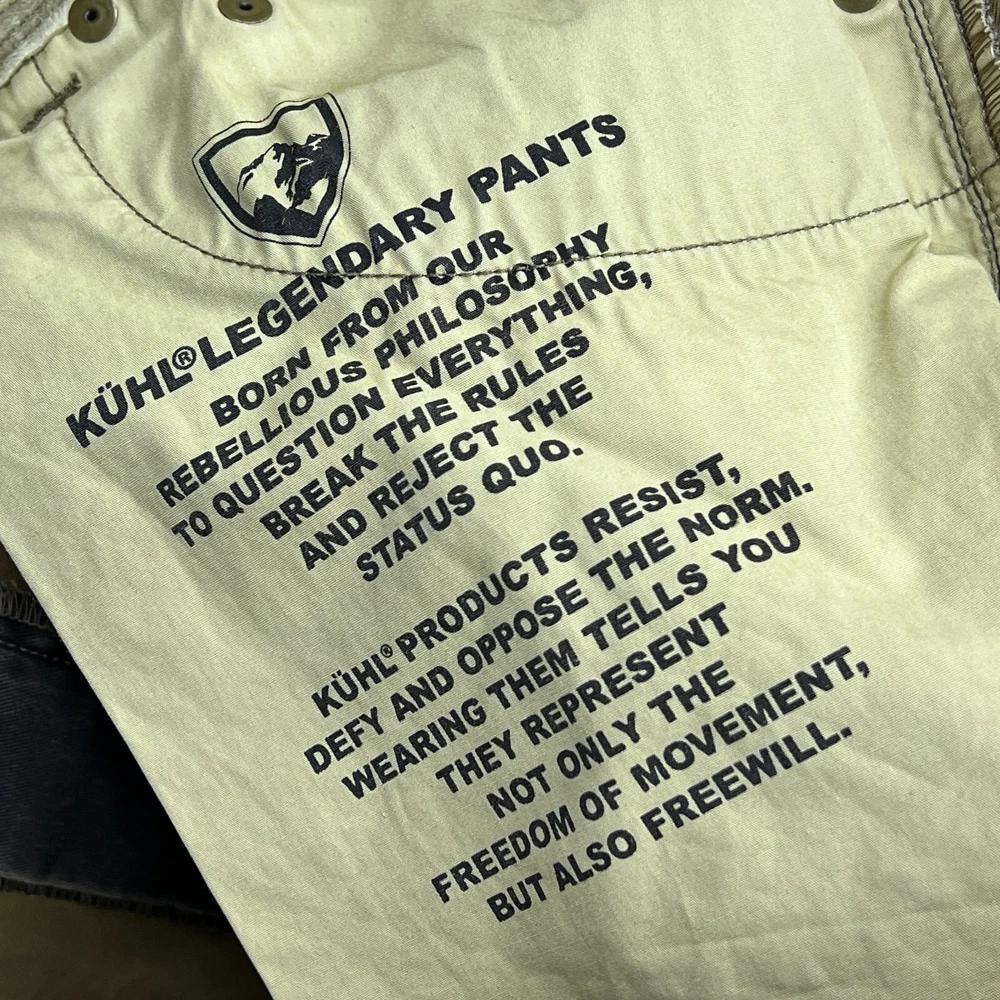 KÜHL® LEGENDARY PANTS
BORN FROM OUR
REBELLIOUS PHILOSOPHY
TO QUESTION EVERYTHING,
BREAK THE RULES
AND REJECT THE
STATUS QUO.
KÜHL® PRODUCTS RESIST,
DEFY AND OPPOSE THE NORM.
WEARING THEM TELLS YOU
THEY REPRESENT
NOT ONLY THE
FREEDOM OF MOVEMENT,
BUT ALSO FREEWILL.